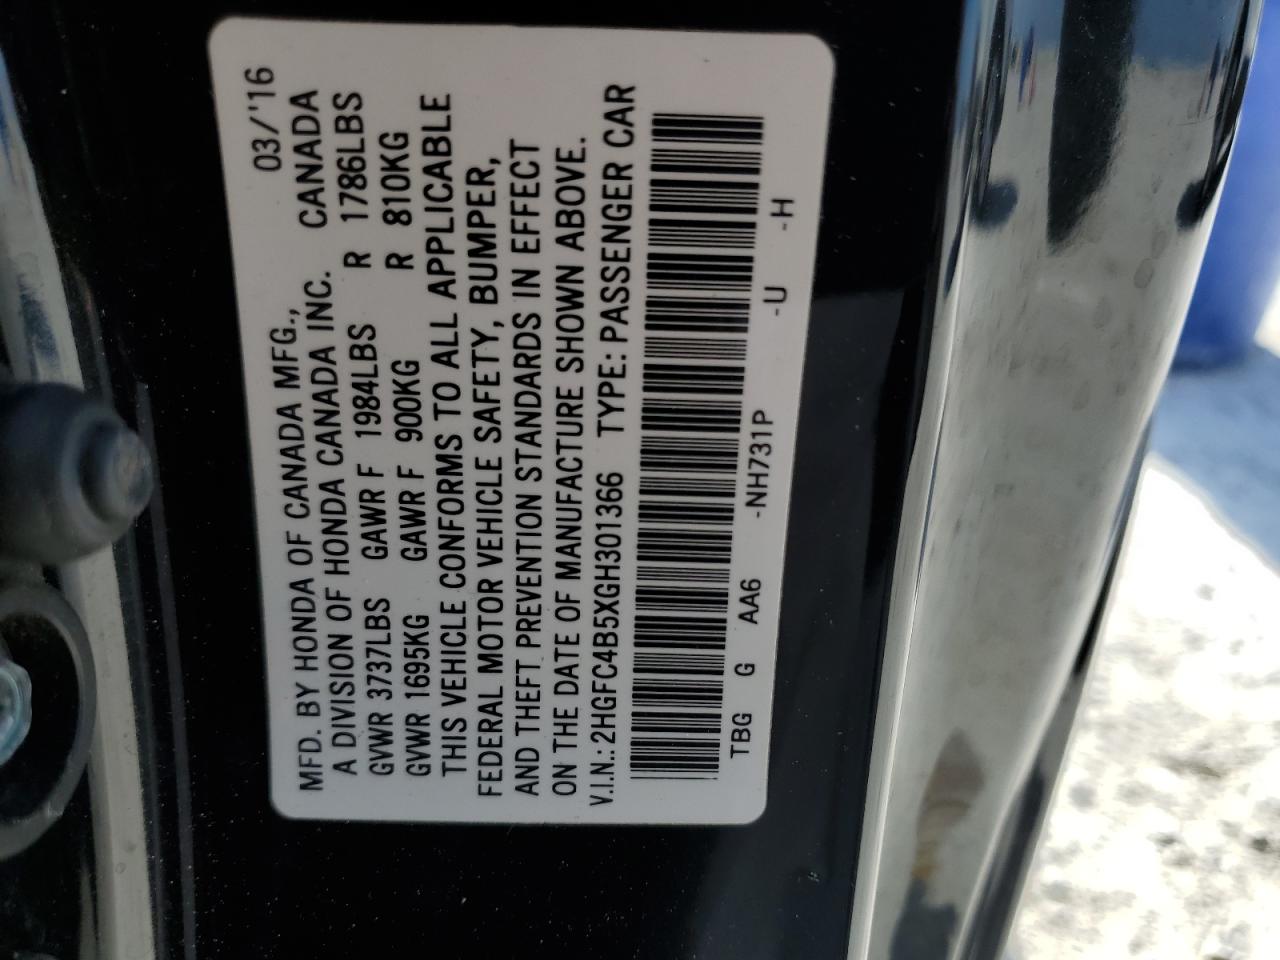 MFD. BY HONDA OF CANADA MFG., 03/'16
A DIVISION OF HONDA CANADA INC. CANADA
GVWR 3737LBS GAWR F 1984LBS R 1786LBS
GVWR 1695KG GAWR F 900KG R 810KG
THIS VEHICLE CONFORMS TO ALL APPLICABLE
FEDERAL MOTOR VEHICLE SAFETY, BUMPER,
AND THEFT PREVENTION STANDARDS IN EFFECT
ON THE DATE OF MANUFACTURE SHOWN ABOVE.
V.I.N.: 2HGFC4B5XGH301366 TYPE: PASSENGER CAR
TBG G AA6 -NH731P -U -H